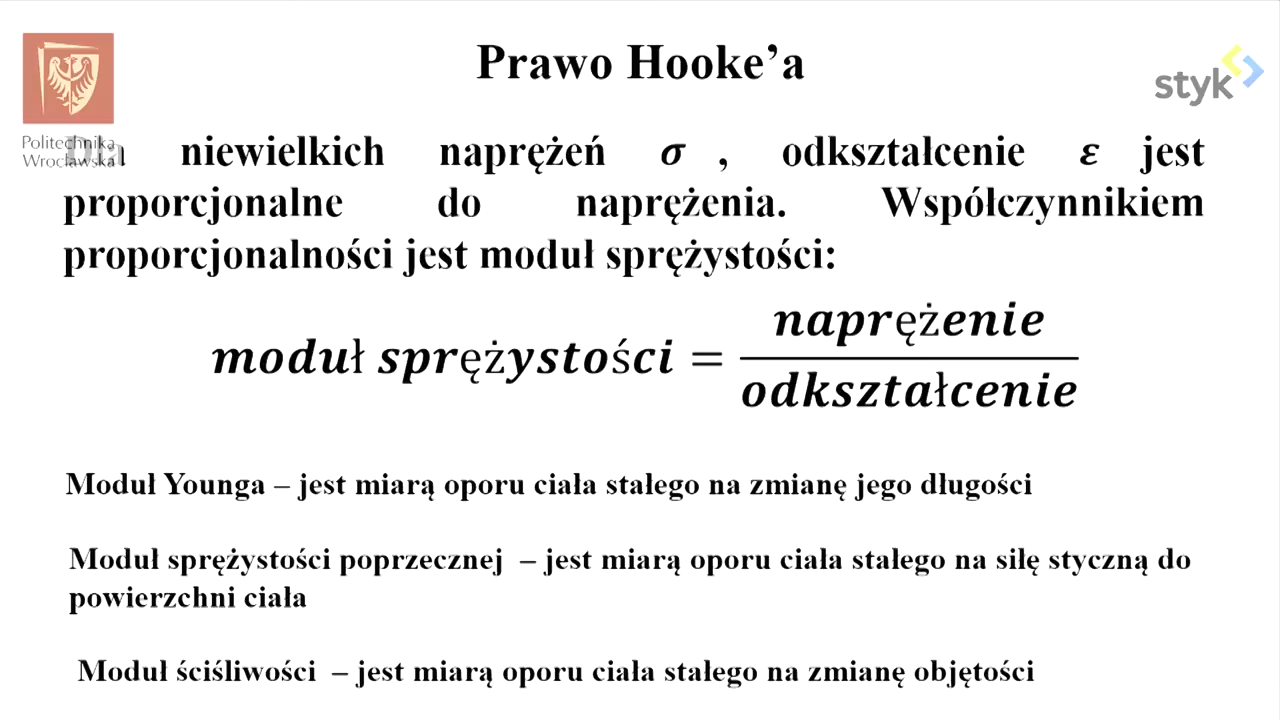 Prawo Hooke’a
styk
Politechnika
Wrocławska
Dla niewielkich naprężeń σ , odkształcenie ε jest
proporcjonalne do naprężenia. Współczynnikiem
proporcjonalności jest moduł sprężystości:
moduł sprężystości = naprężenie / odkształcenie
Moduł Younga – jest miarą oporu ciała stałego na zmianę jego długości
Moduł sprężystości poprzecznej – jest miarą oporu ciała stałego na siłę styczną do
powierzchni ciała
Moduł ściśliwości – jest miarą oporu ciała stałego na zmianę objętości